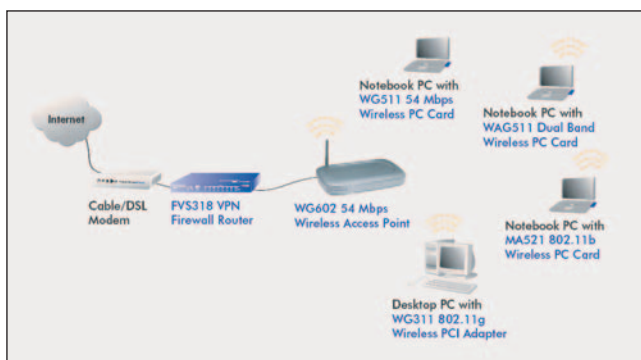 Internet
Cable/DSL
Modem
FVS318 VPN
Firewall Router
WG602 54 Mbps
Wireless Access Point
Notebook PC with
WG511 54 Mbps
Wireless PC Card
Notebook PC with
WAG511 Dual Band
Wireless PC Card
Notebook PC with
MA521 802.11b
Wireless PC Card
Desktop PC with
WG311 802.11g
Wireless PCI Adapter